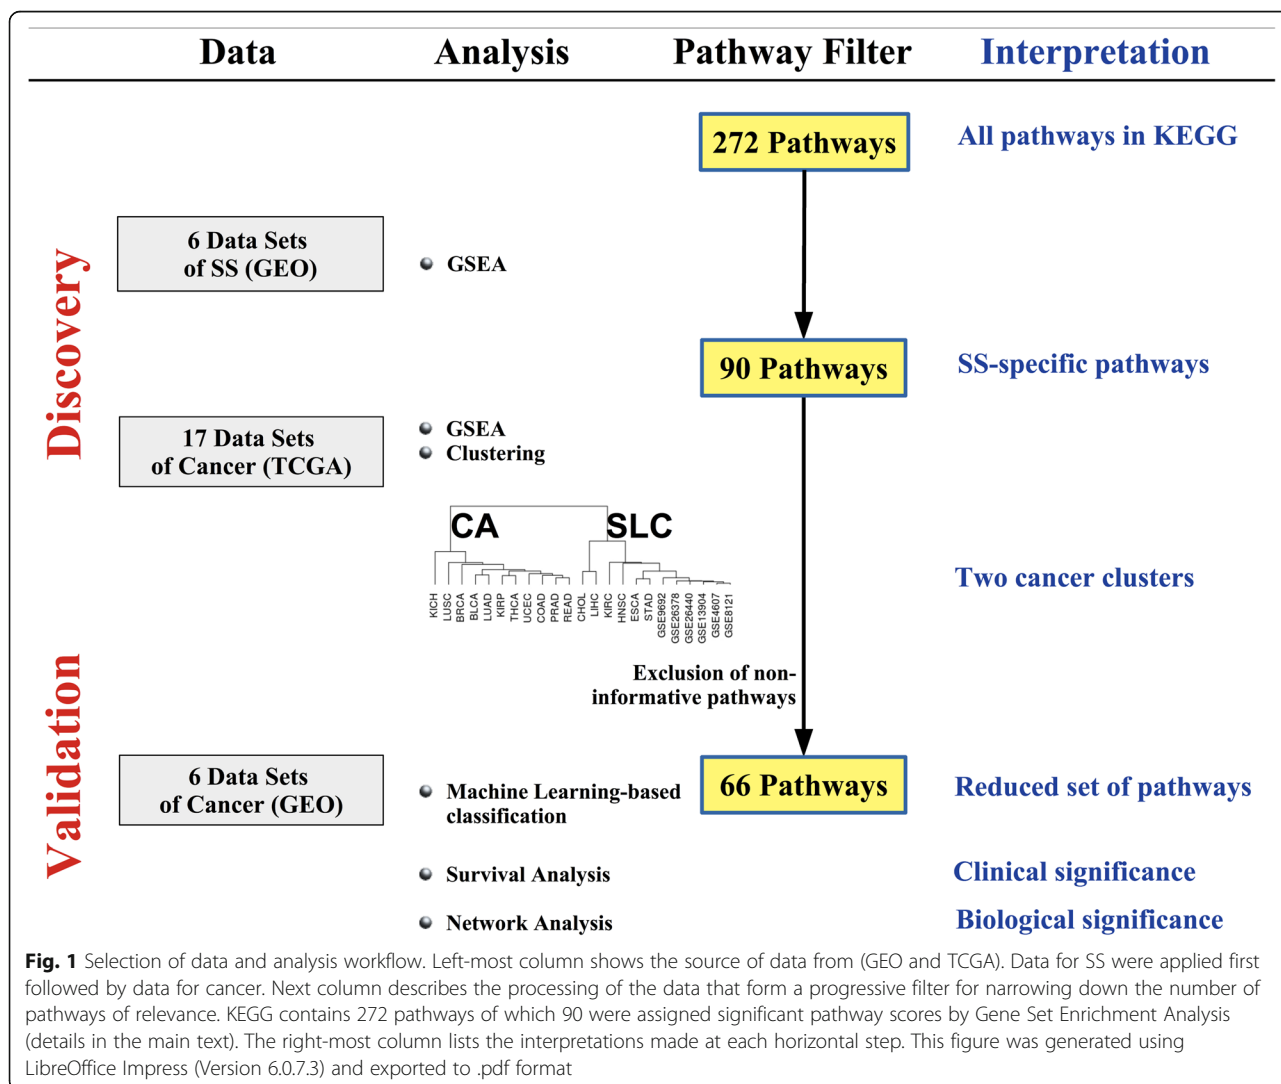 Data Analysis Pathway Filter Interpretation
272 Pathways
All pathways in KEGG
Discovery
6 Data Sets
of SS (GEO)
GSEA
90 Pathways
SS-specific pathways
17 Data Sets
of Cancer (TCGA)
GSEA
Clustering
CA
SLC
KICH
LUSC
BRCA
BLCA
LUAD
KIRP
THCA
UCEC
COAD
PRAD
READ
CHOL
LIHC
KIRC
HNSC
ESCA
STAD
GSE9692
GSE26378
GSE26440
GSE13904
GSE4607
GSE8121
Two cancer clusters
Exclusion of non-
informative pathways
Validation
6 Data Sets
of Cancer (GEO)
Machine Learning-based
classification
66 Pathways
Reduced set of pathways
Survival Analysis
Clinical significance
Network Analysis
Biological significance
Fig. 1 Selection of data and analysis workflow. Left-most column shows the source of data from (GEO and TCGA). Data for SS were applied first
followed by data for cancer. Next column describes the processing of the data that form a progressive filter for narrowing down the number of
pathways of relevance. KEGG contains 272 pathways of which 90 were assigned significant pathway scores by Gene Set Enrichment Analysis
(details in the main text). The right-most column lists the interpretations made at each horizontal step. This figure was generated using
LibreOffice Impress (Version 6.0.7.3) and exported to .pdf format